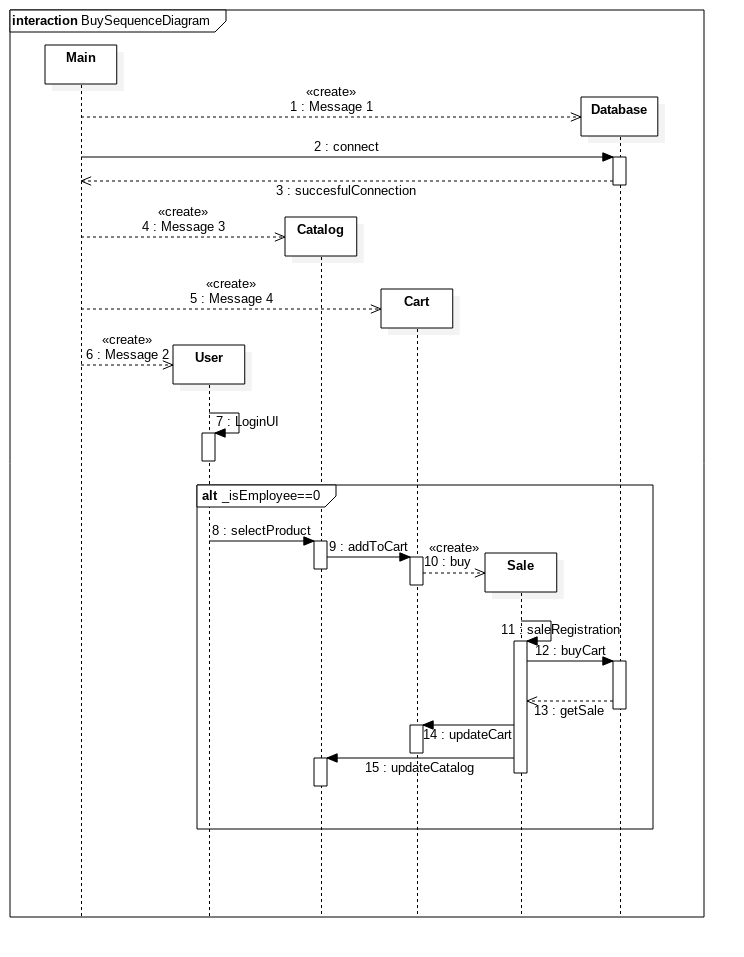 interaction BuySequenceDiagram
Main
«create»
1 : Message 1
Database
2 : connect
3 : succesfulConnection
«create»
4 : Message 3
Catalog
«create»
5 : Message 4
Cart
«create»
6 : Message 2
User
7 : LoginUI
alt _isEmployee==0
8 : selectProduct
9 : addToCart
«create»
10 : buy
Sale
11 : saleRegistration
12 : buyCart
13 : getSale
14 : updateCart
15 : updateCatalog